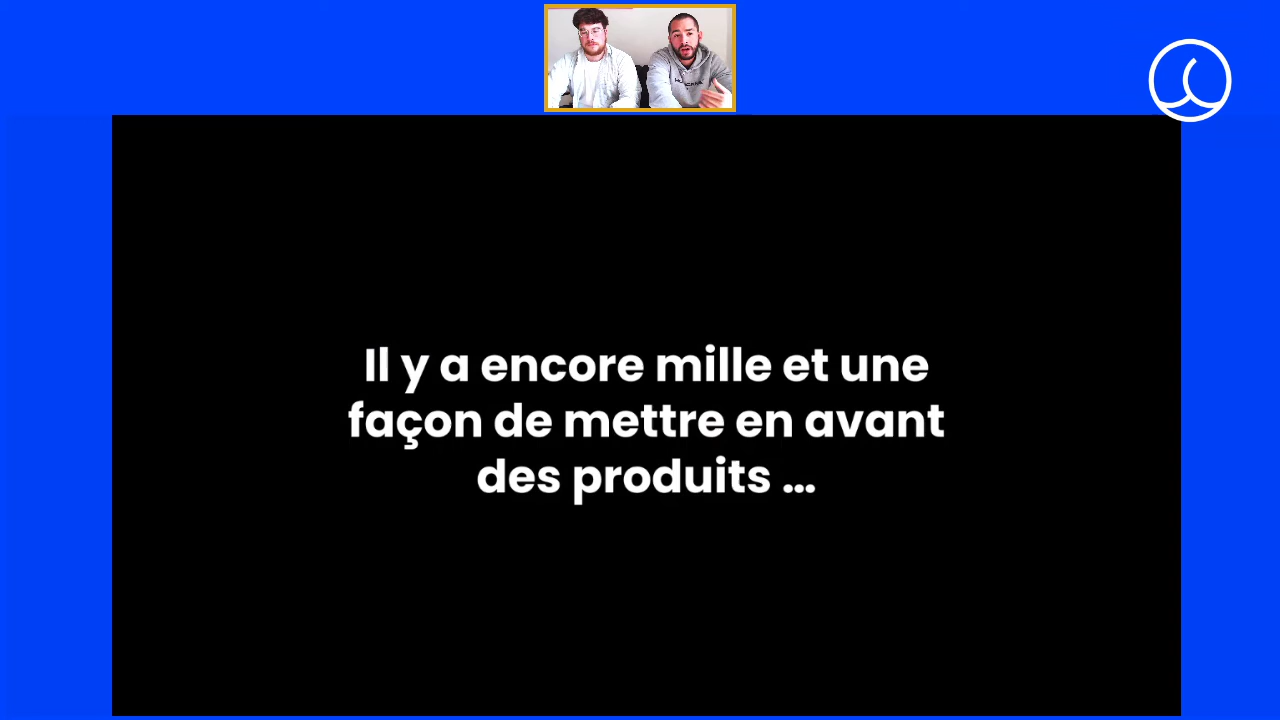 Il y a encore mille et une
façon de mettre en avant
des produits ...